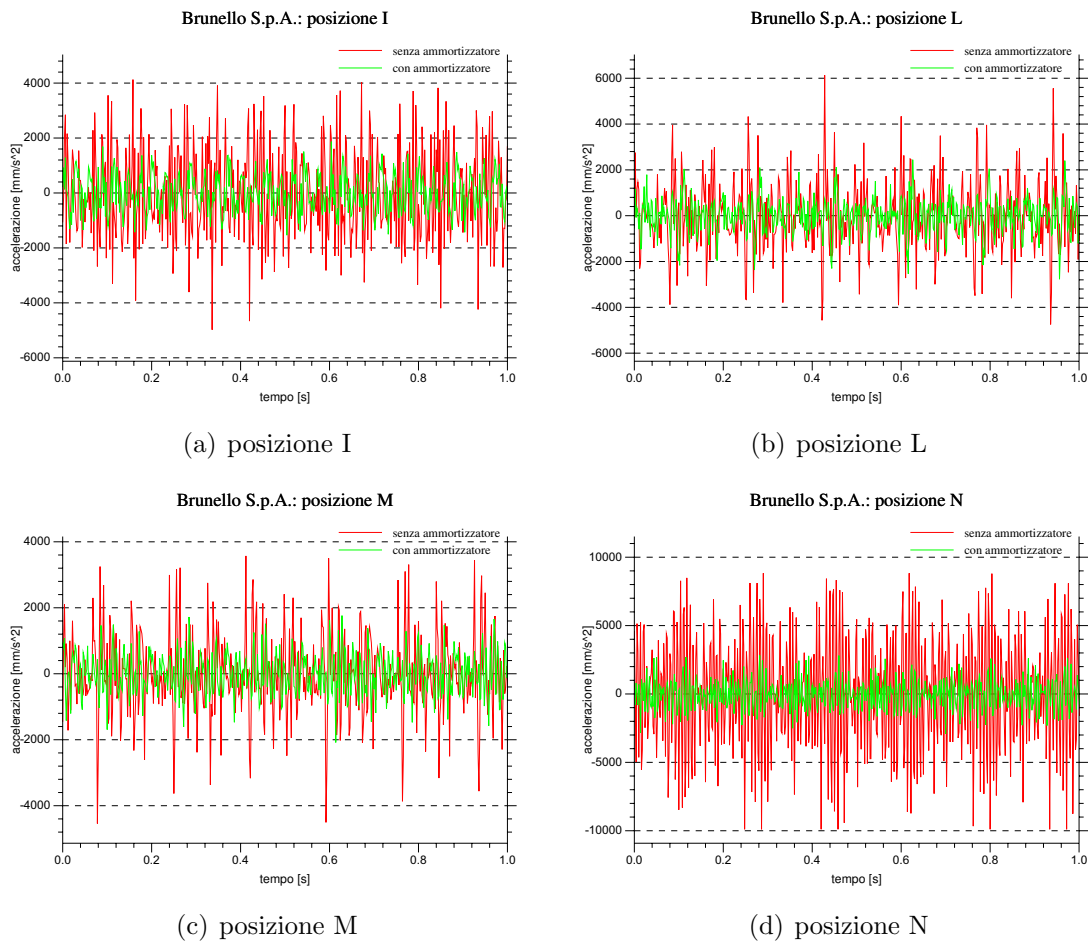 Brunello S.p.A.: posizione I
senza ammortizzatore
con ammortizzatore
accelerazione [mm/s^2]
4000
2000
0
-2000
-4000
-6000
0.0 0.2 0.4 0.6 0.8 1.0
tempo [s]
(a) posizione I
Brunello S.p.A.: posizione L
senza ammortizzatore
con ammortizzatore
accelerazione [mm/s^2]
6000
4000
2000
0
-2000
-4000
-6000
0.0 0.2 0.4 0.6 0.8 1.0
tempo [s]
(b) posizione L
Brunello S.p.A.: posizione M
senza ammortizzatore
con ammortizzatore
accelerazione [mm/s^2]
4000
2000
0
-2000
-4000
0.0 0.2 0.4 0.6 0.8 1.0
tempo [s]
(c) posizione M
Brunello S.p.A.: posizione N
senza ammortizzatore
con ammortizzatore
accelerazione [mm/s^2]
10000
5000
0
-5000
-10000
0.0 0.2 0.4 0.6 0.8 1.0
tempo [s]
(d) posizione N